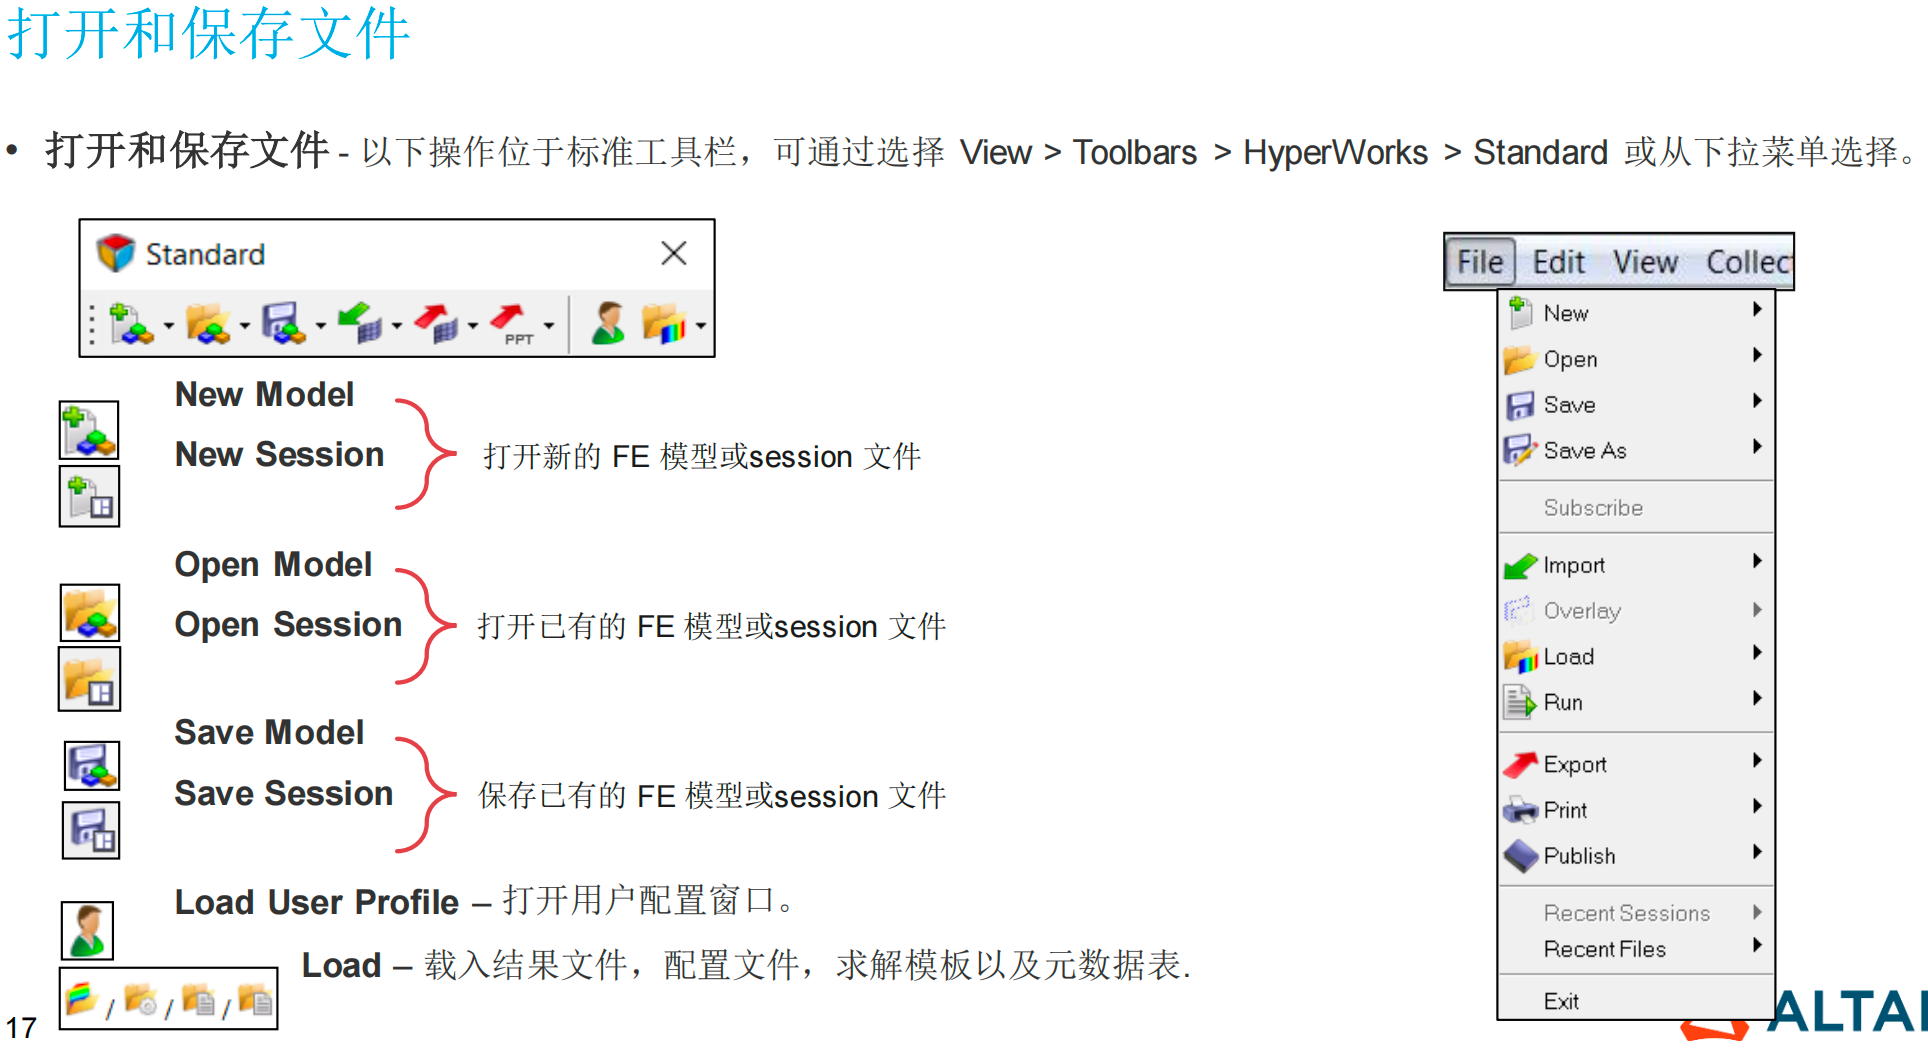 打开和保存文件
• 打开和保存文件 - 以下操作位于标准工具栏，可通过选择 View > Toolbars > HyperWorks > Standard 或从下拉菜单选择。
Standard
PPT
New Model
New Session
打开新的 FE 模型或session 文件
Open Model
Open Session
打开已有的 FE 模型或session 文件
Save Model
Save Session
保存已有的 FE 模型或session 文件
Load User Profile – 打开用户配置窗口。
Load – 载入结果文件，配置文件，求解模板以及元数据表.
/ / /
17
File Edit View Collec
New
Open
Save
Save As
Subscribe
Import
Overlay
Load
Run
Export
Print
Publish
Recent Sessions
Recent Files
Exit
ALTAI